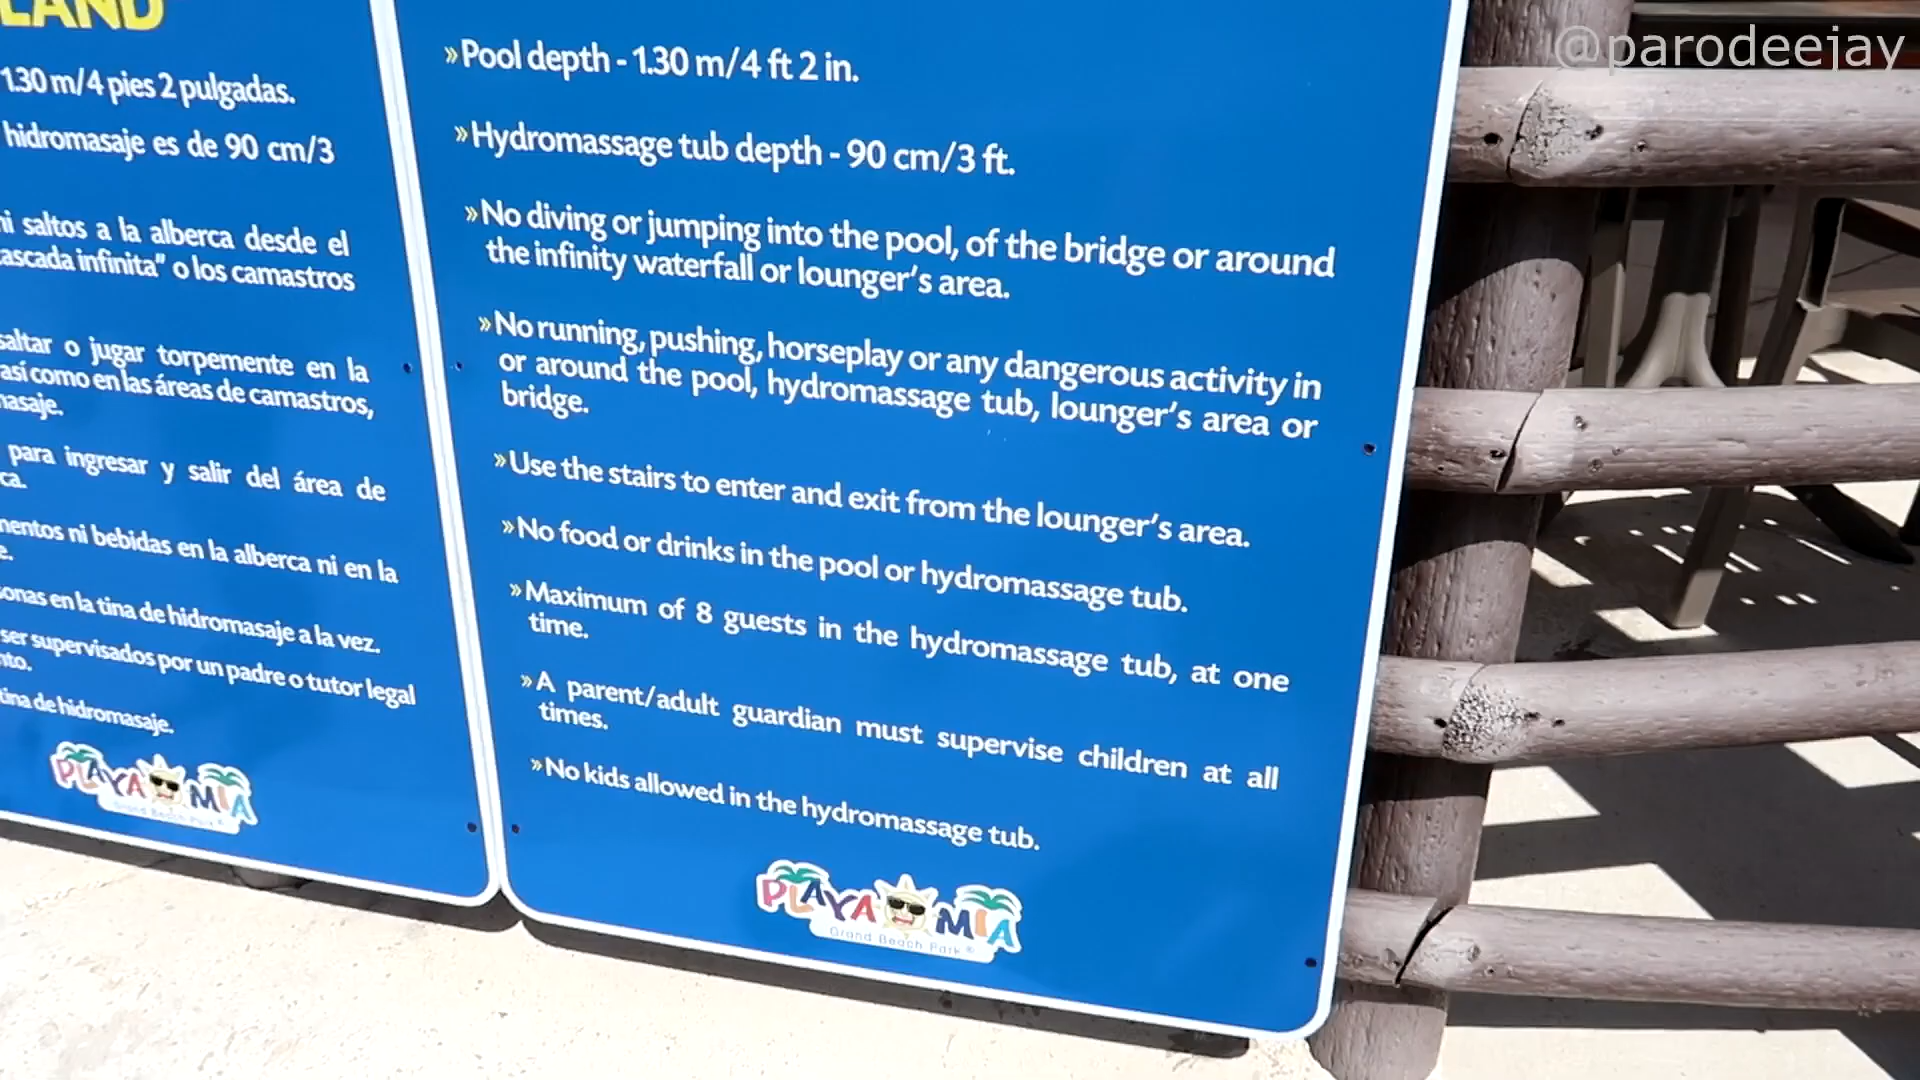 LAND
1.30 m/4 pies 2 pulgadas.
hidromasaje es de 90 cm/3
ni saltos a la alberca desde el
cascada infinita" o los camastros
saltar o jugar torpemente en la
así como en las áreas de camastros,
para ingresar y salir del área de
ni bebidas en la alberca ni en la
en la tina de hidromasaje a la vez.
ser supervisados por un padre o tutor legal
tina de hidromasaje.
PLAYA MIA
Grand Beach Park®
»Pool depth - 1.30 m/4 ft 2 in.
»Hydromassage tub depth - 90 cm/3 ft.
»No diving or jumping into the pool, of the bridge or around
the infinity waterfall or lounger's area.
»No running, pushing, horseplay or any dangerous activity in
or around the pool, hydromassage tub, lounger's area or
bridge.
»Use the stairs to enter and exit from the lounger's area.
»No food or drinks in the pool or hydromassage tub.
»Maximum of 8 guests in the hydromassage tub, at one
time.
»A parent/adult guardian must supervise children at all
times.
»No kids allowed in the hydromassage tub.
PLAYA MIA
Grand Beach Park®
@parodeejay